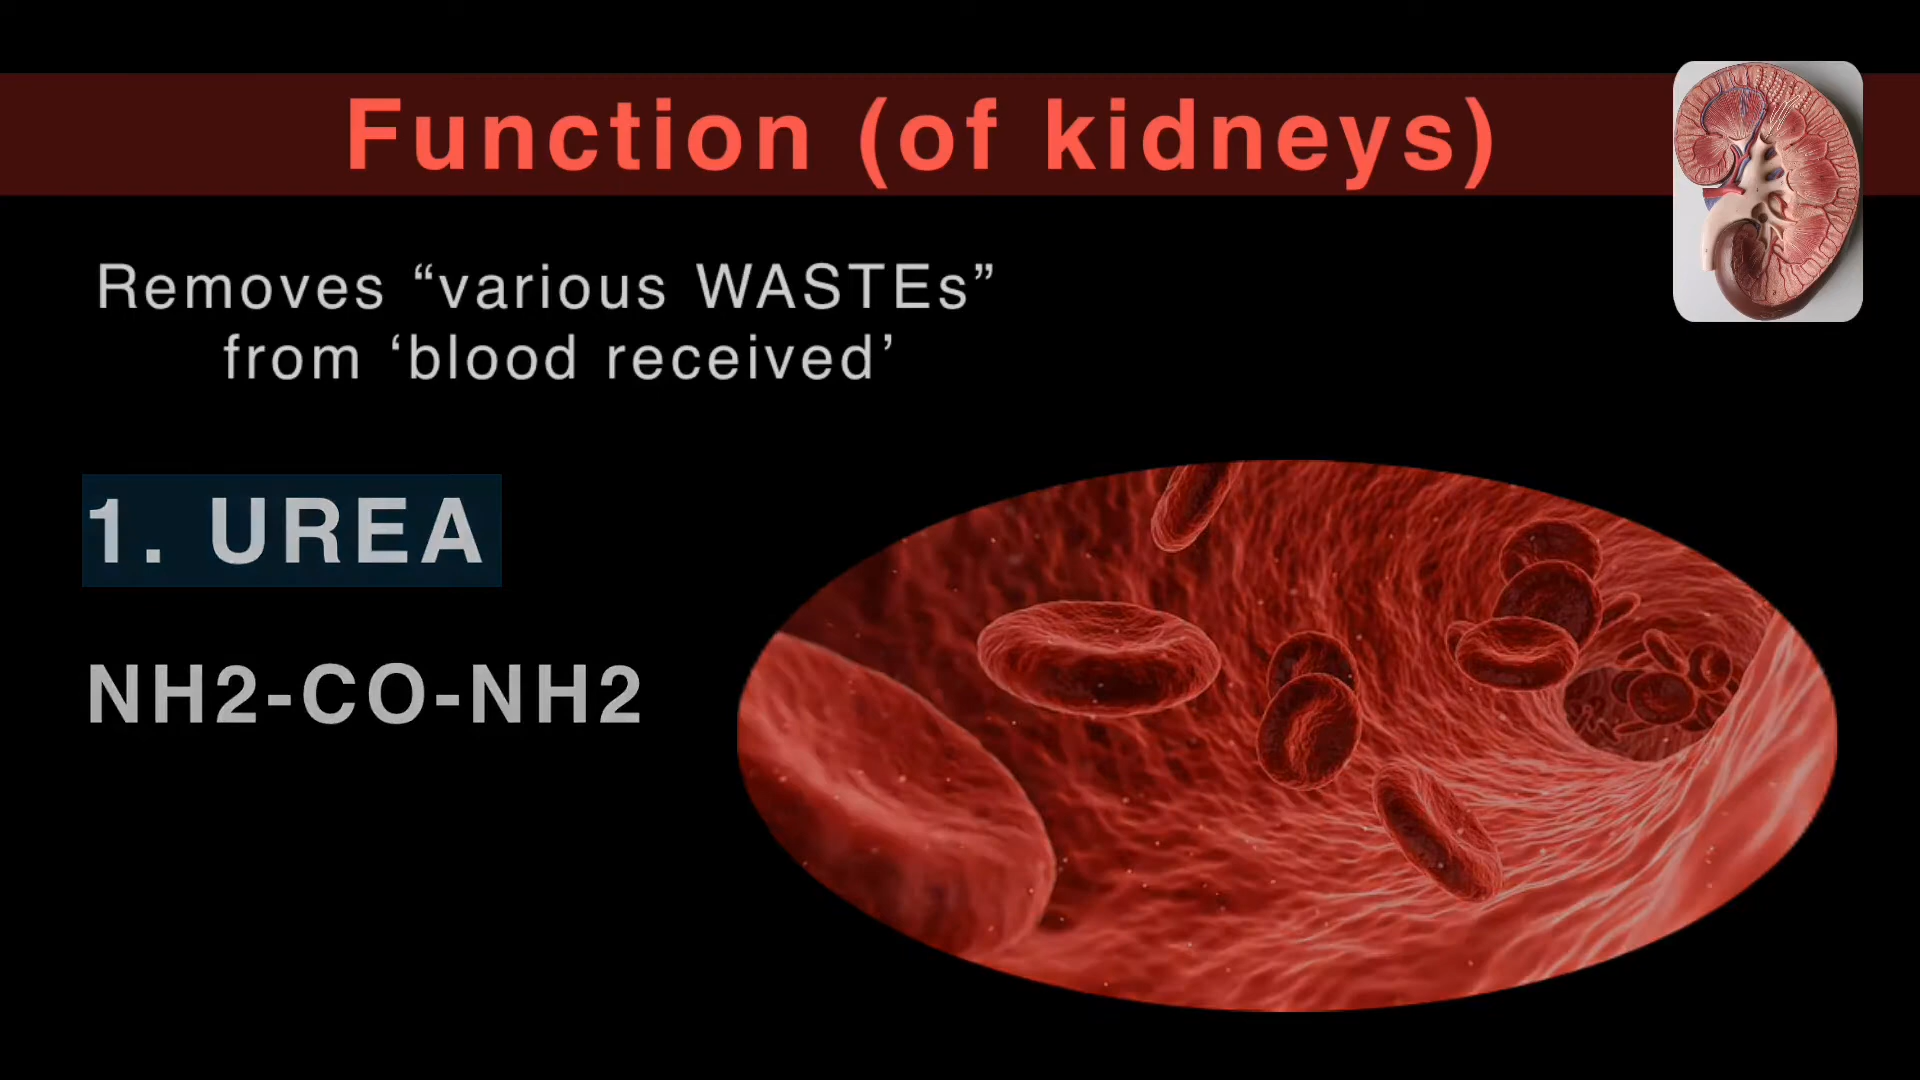 Function (of kidneys)
Removes “various WASTEs”
from ‘blood received’
1. UREA
NH2-CO-NH2